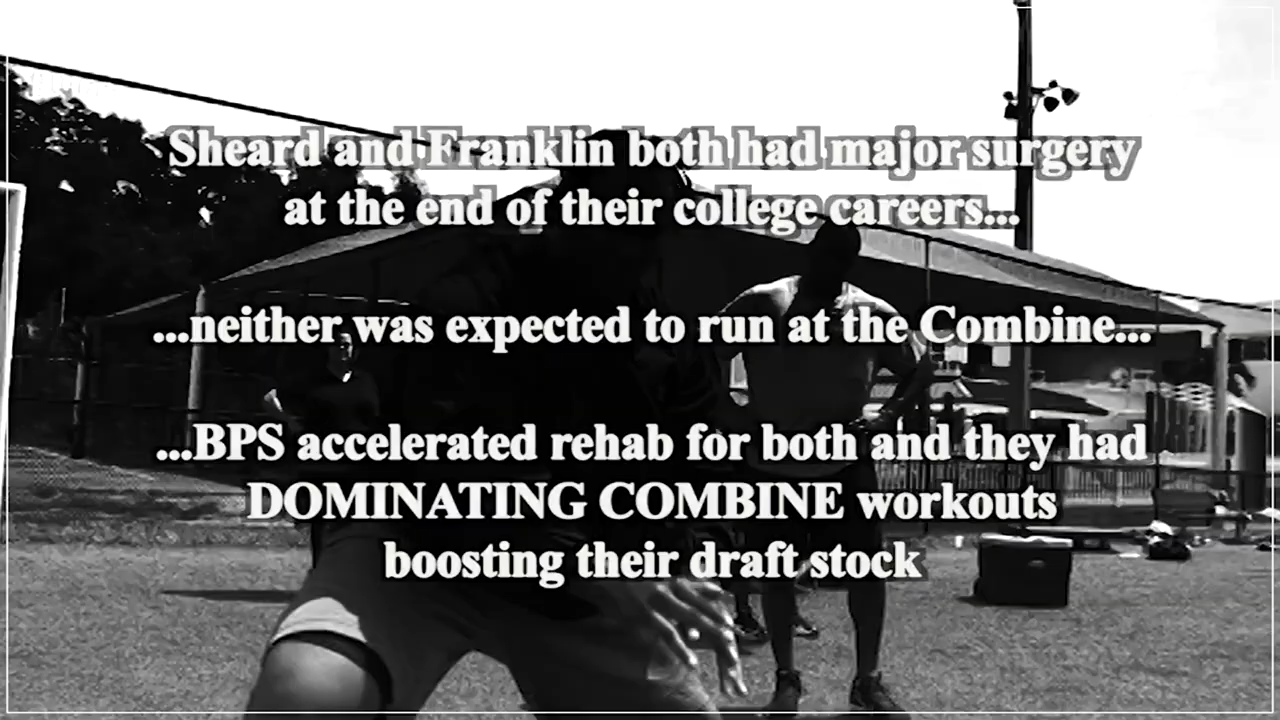 Sheard and Franklin both had major surgery
at the end of their college careers...
...neither was expected to run at the Combine...
...BPS accelerated rehab for both and they had
DOMINATING COMBINE workouts
boosting their draft stock